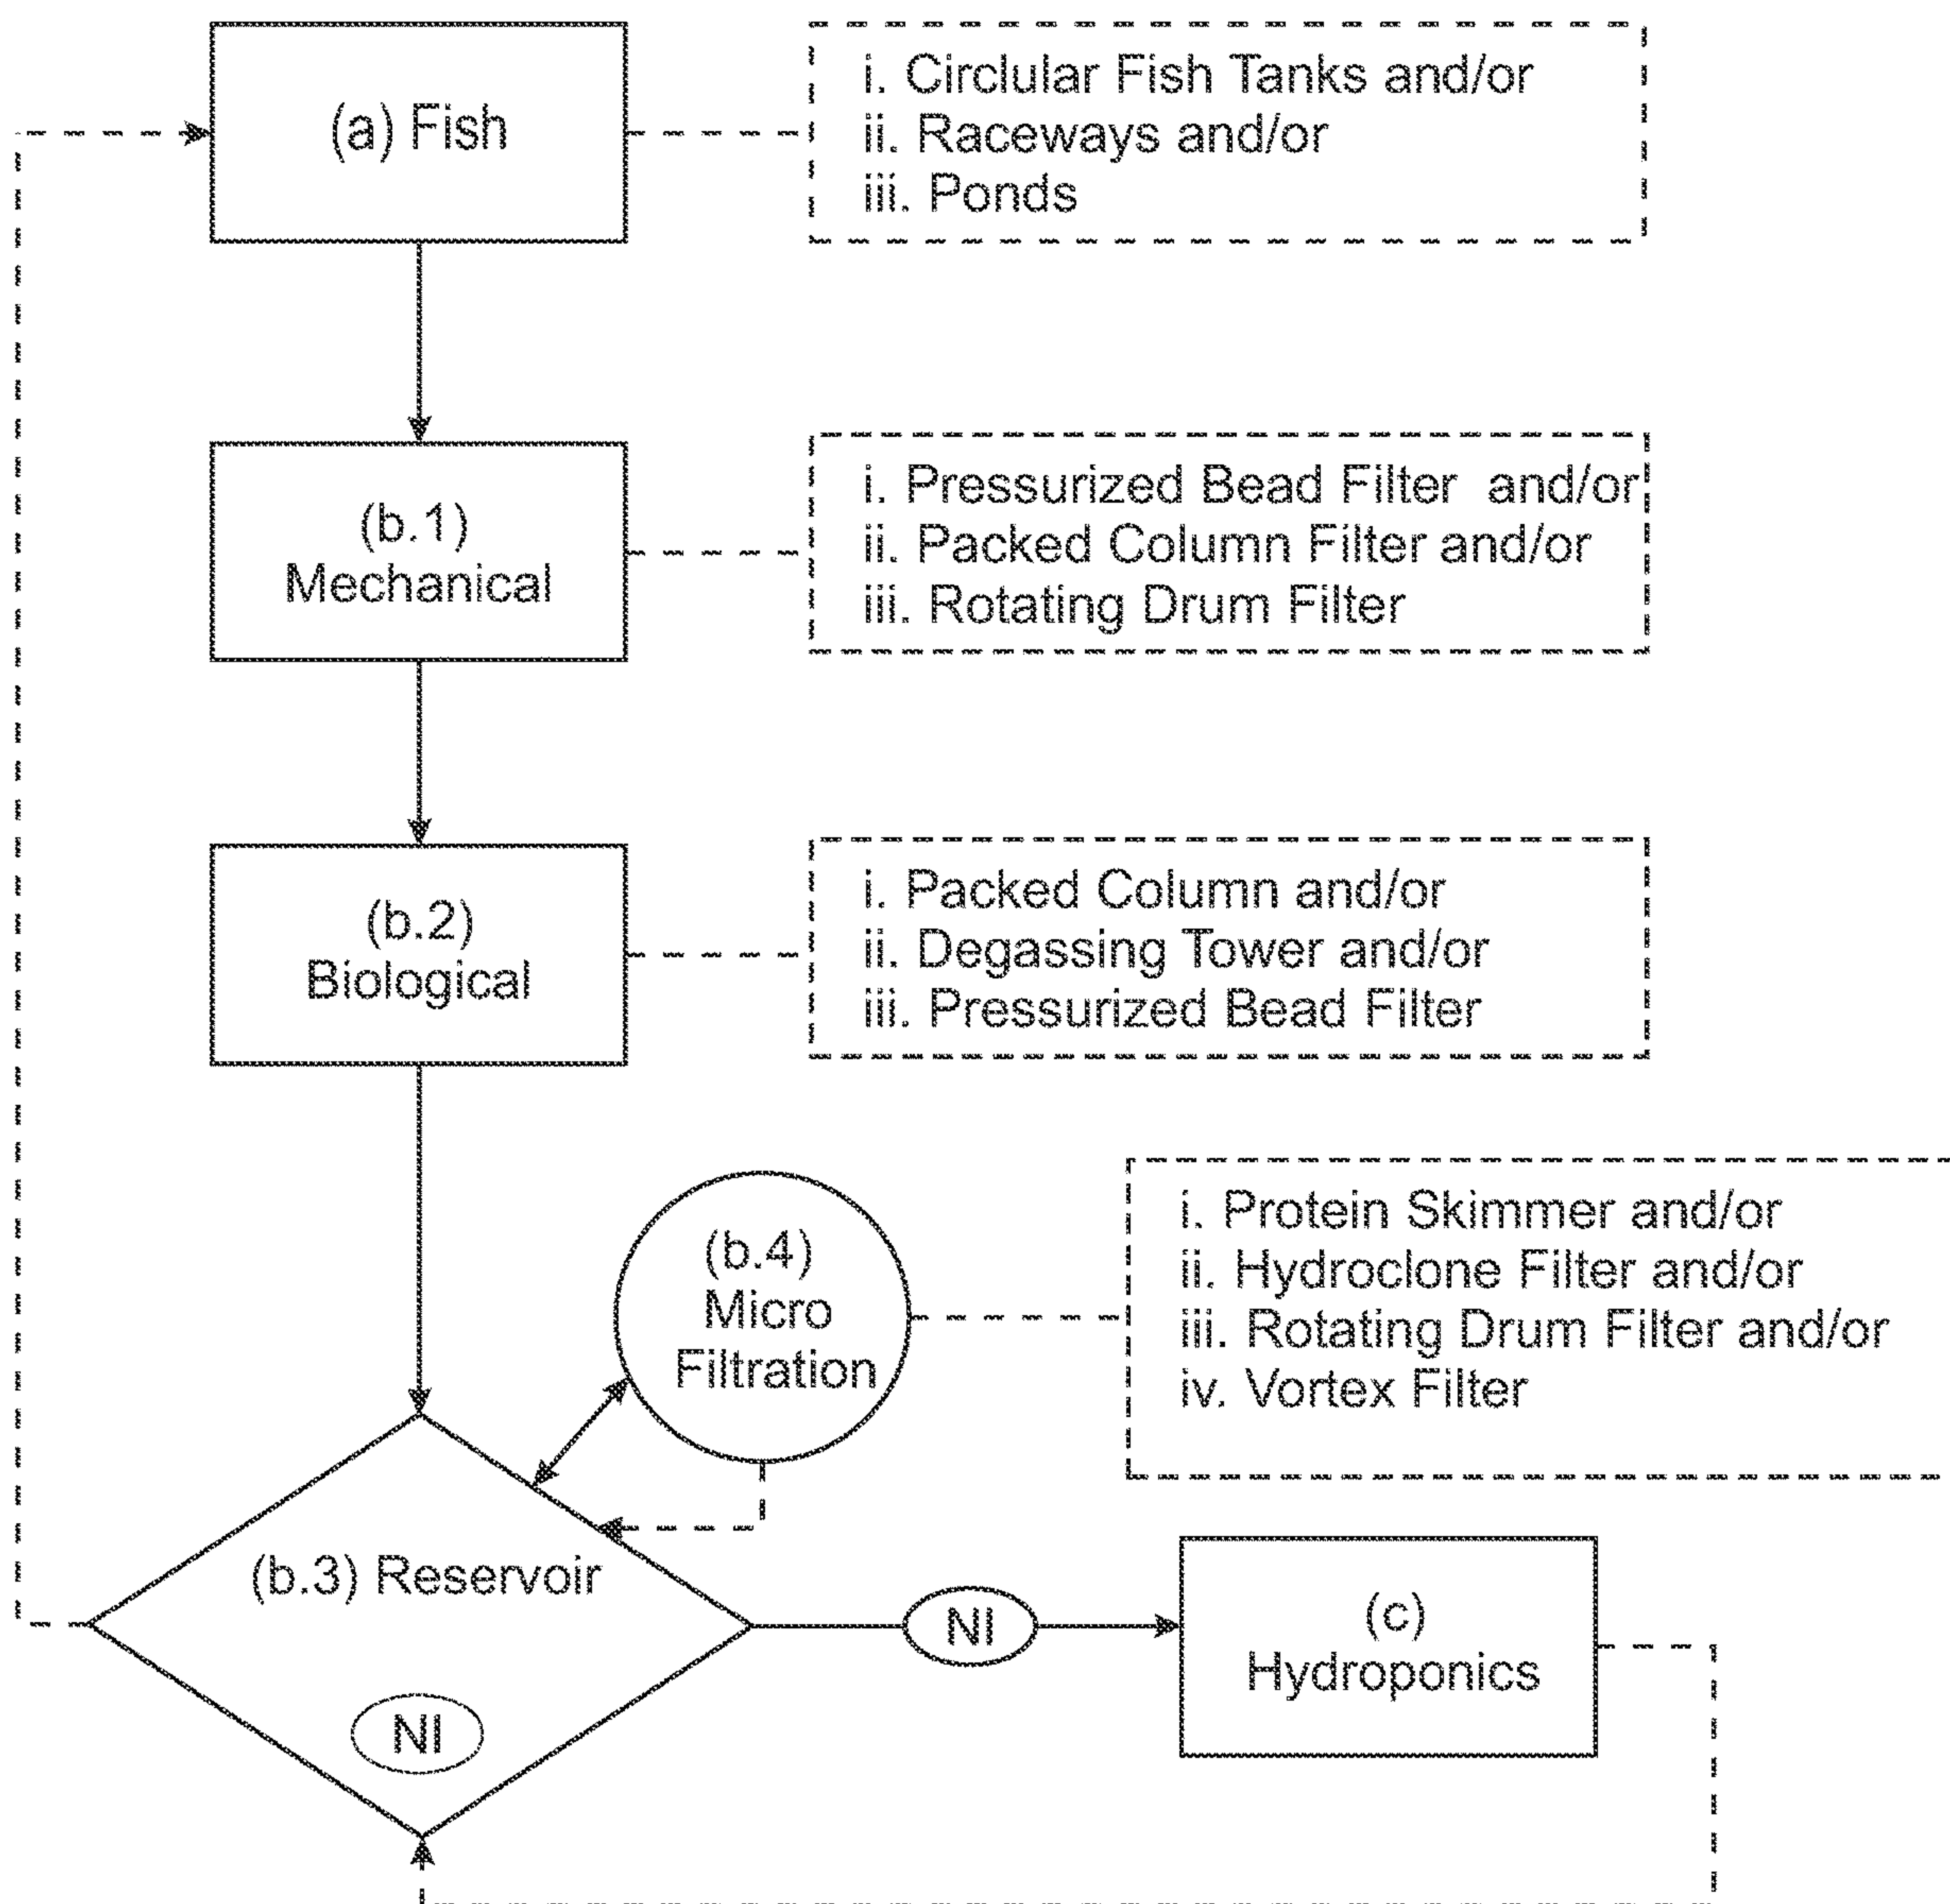 (a) Fish
i. Circlular Fish Tanks and/or
ii. Raceways and/or
iii. Ponds
(b.1)
Mechanical
i. Pressurized Bead Filter and/or
ii. Packed Column Filter and/or
iii. Rotating Drum Filter
(b.2)
Biological
i. Packed Column and/or
ii. Degassing Tower and/or
iii. Pressurized Bead Filter
(b.4)
Micro
Filtration
i. Protein Skimmer and/or
ii. Hydroclone Filter and/or
iii. Rotating Drum Filter and/or
iv. Vortex Filter
(b.3) Reservoir
NI
NI
(c)
Hydroponics